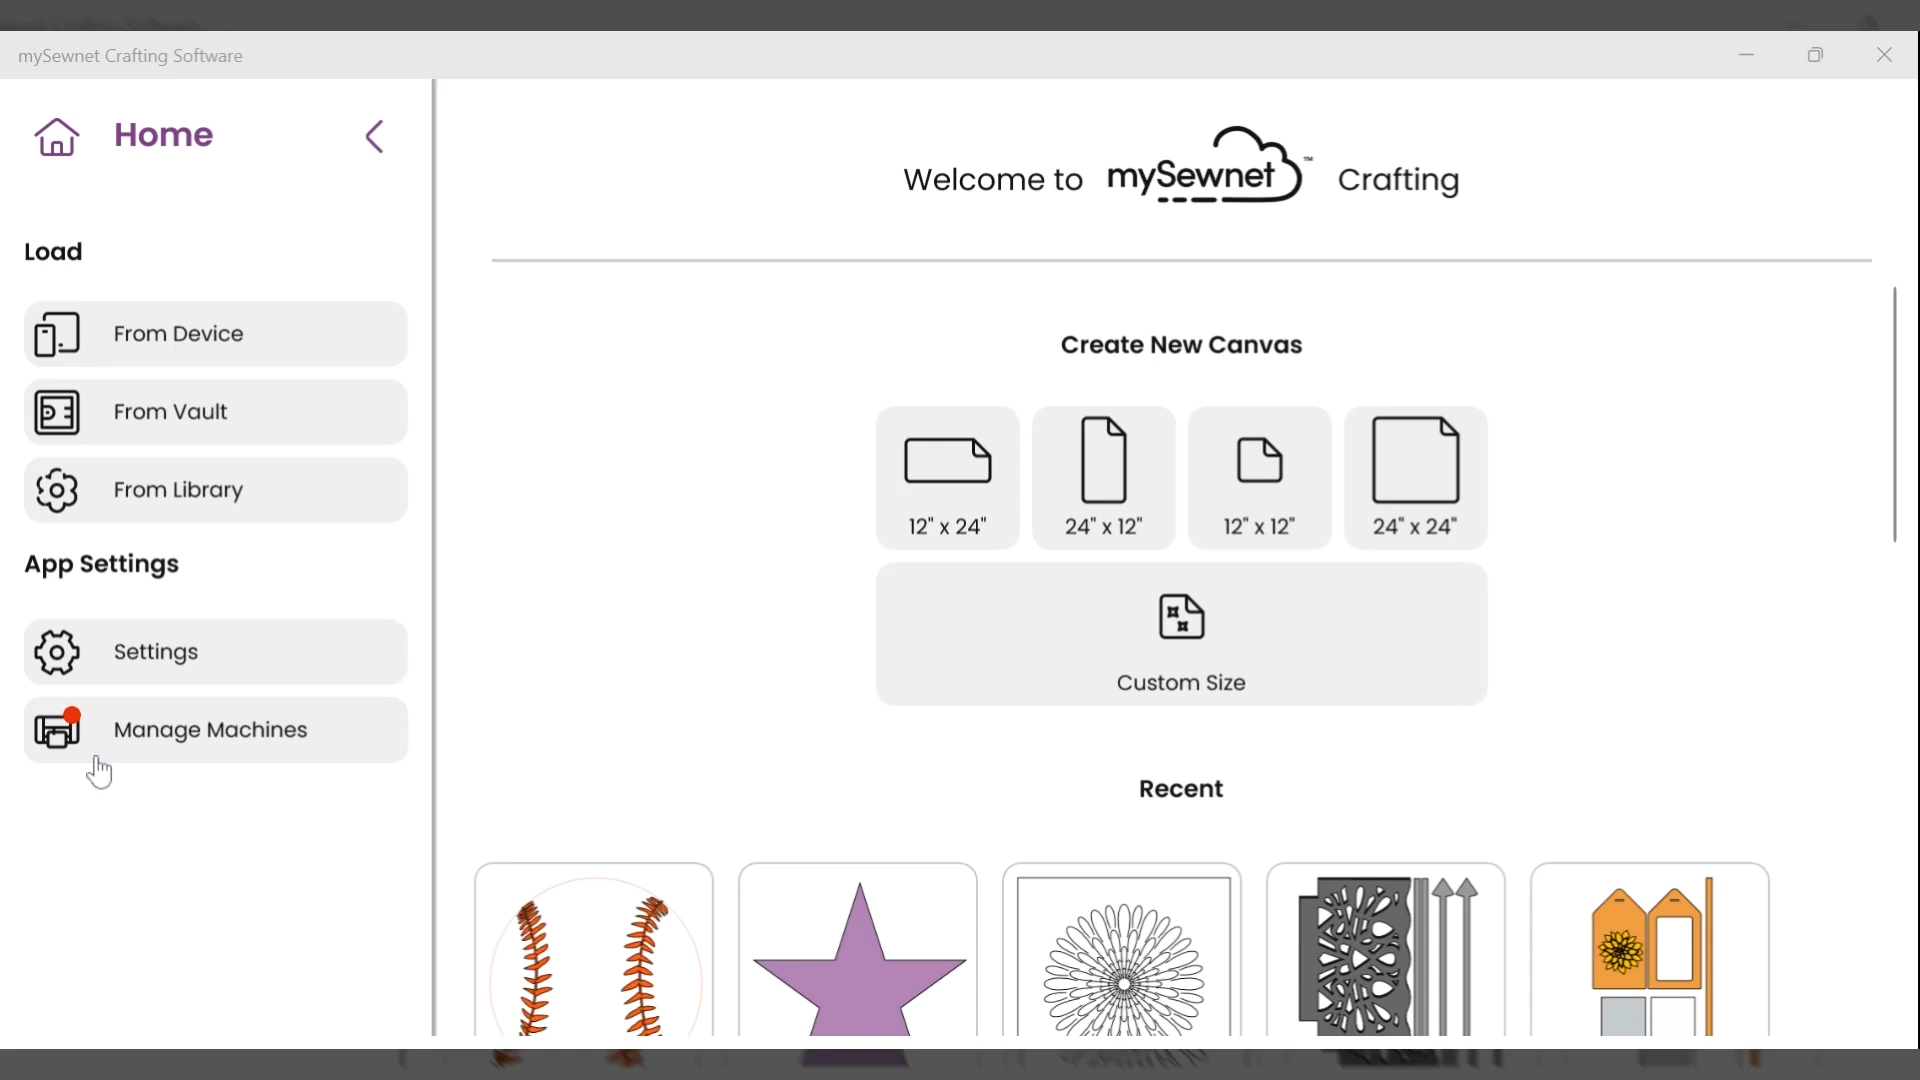 mySewnet Crafting Software
Home
Load
From Device
From Vault
From Library
App Settings
Settings
Manage Machines
Welcome to mySewnet™ Crafting
Create New Canvas
12" x 24"
24" x 12"
12" x 12"
24" x 24"
Custom Size
Recent